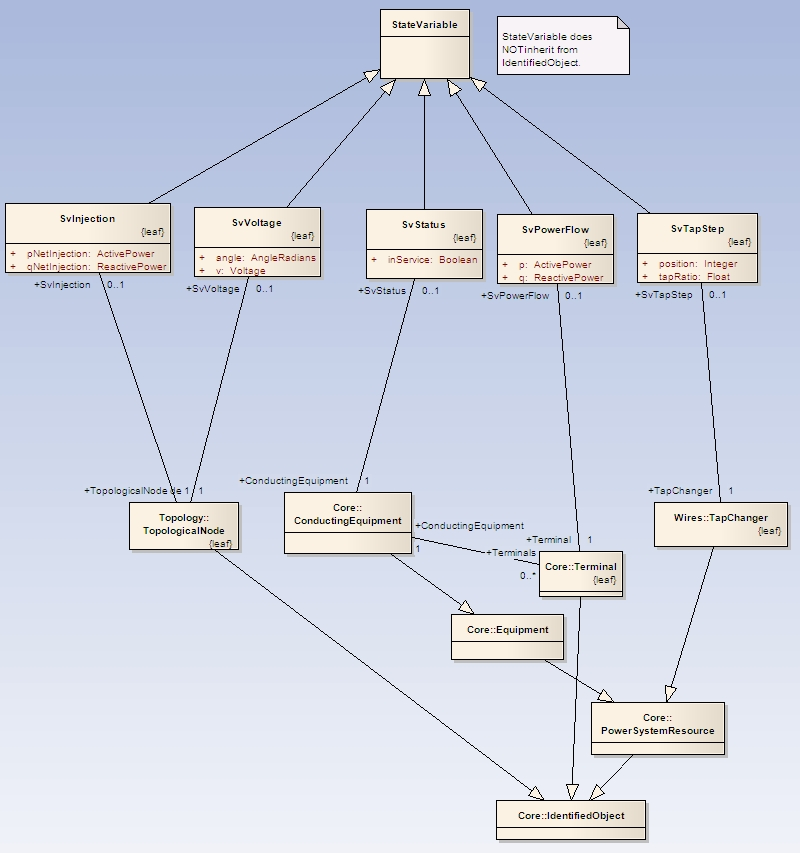 StateVariable
StateVariable does
NOTinherit from
IdentifiedObject.
SvInjection
{leaf}
+ pNetInjection: ActivePower
+ qNetInjection: ReactivePower
SvVoltage
{leaf}
+ angle: AngleRadians
+ v: Voltage
SvStatus
{leaf}
+ inService: Boolean
SvPowerFlow
{leaf}
+ p: ActivePower
+ q: ReactivePower
SvTapStep
{leaf}
+ position: Integer
+ tapRatio: Float
+SvInjection 0..1
+SvVoltage 0..1
+SvStatus 0..1
+SvPowerFlow 0..1
+SvTapStep 0..1
+TopologicalNode de 1 1
+ConductingEquipment 1
+TapChanger 1
Topology::
TopologicalNode
{leaf}
Core::
ConductingEquipment
+ConductingEquipment
1
+Terminal 1
+Terminals
0..*
Wires::TapChanger
{leaf}
Core::Terminal
{leaf}
Core::Equipment
Core::
PowerSystemResource
Core::IdentifiedObject